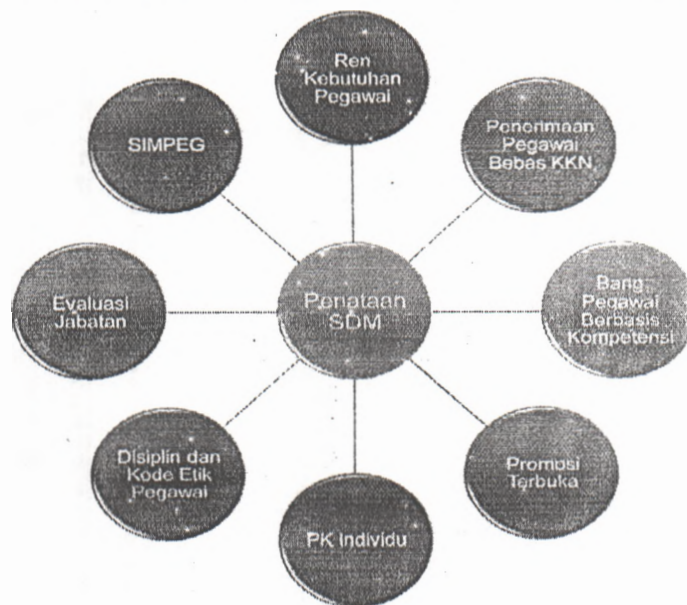 Ren
Kebutuhan
Pegawai
Penerimaan
Pegawai
Bebas KKN
Bang
Pegawai
Berbasis
Kompetensi
Promosi
Terbuka
PK Individu
Disiplin dan
Kode Etik
Pegawai
Evaluasi
Jabatan
SIMPEG
Penataan
SDM